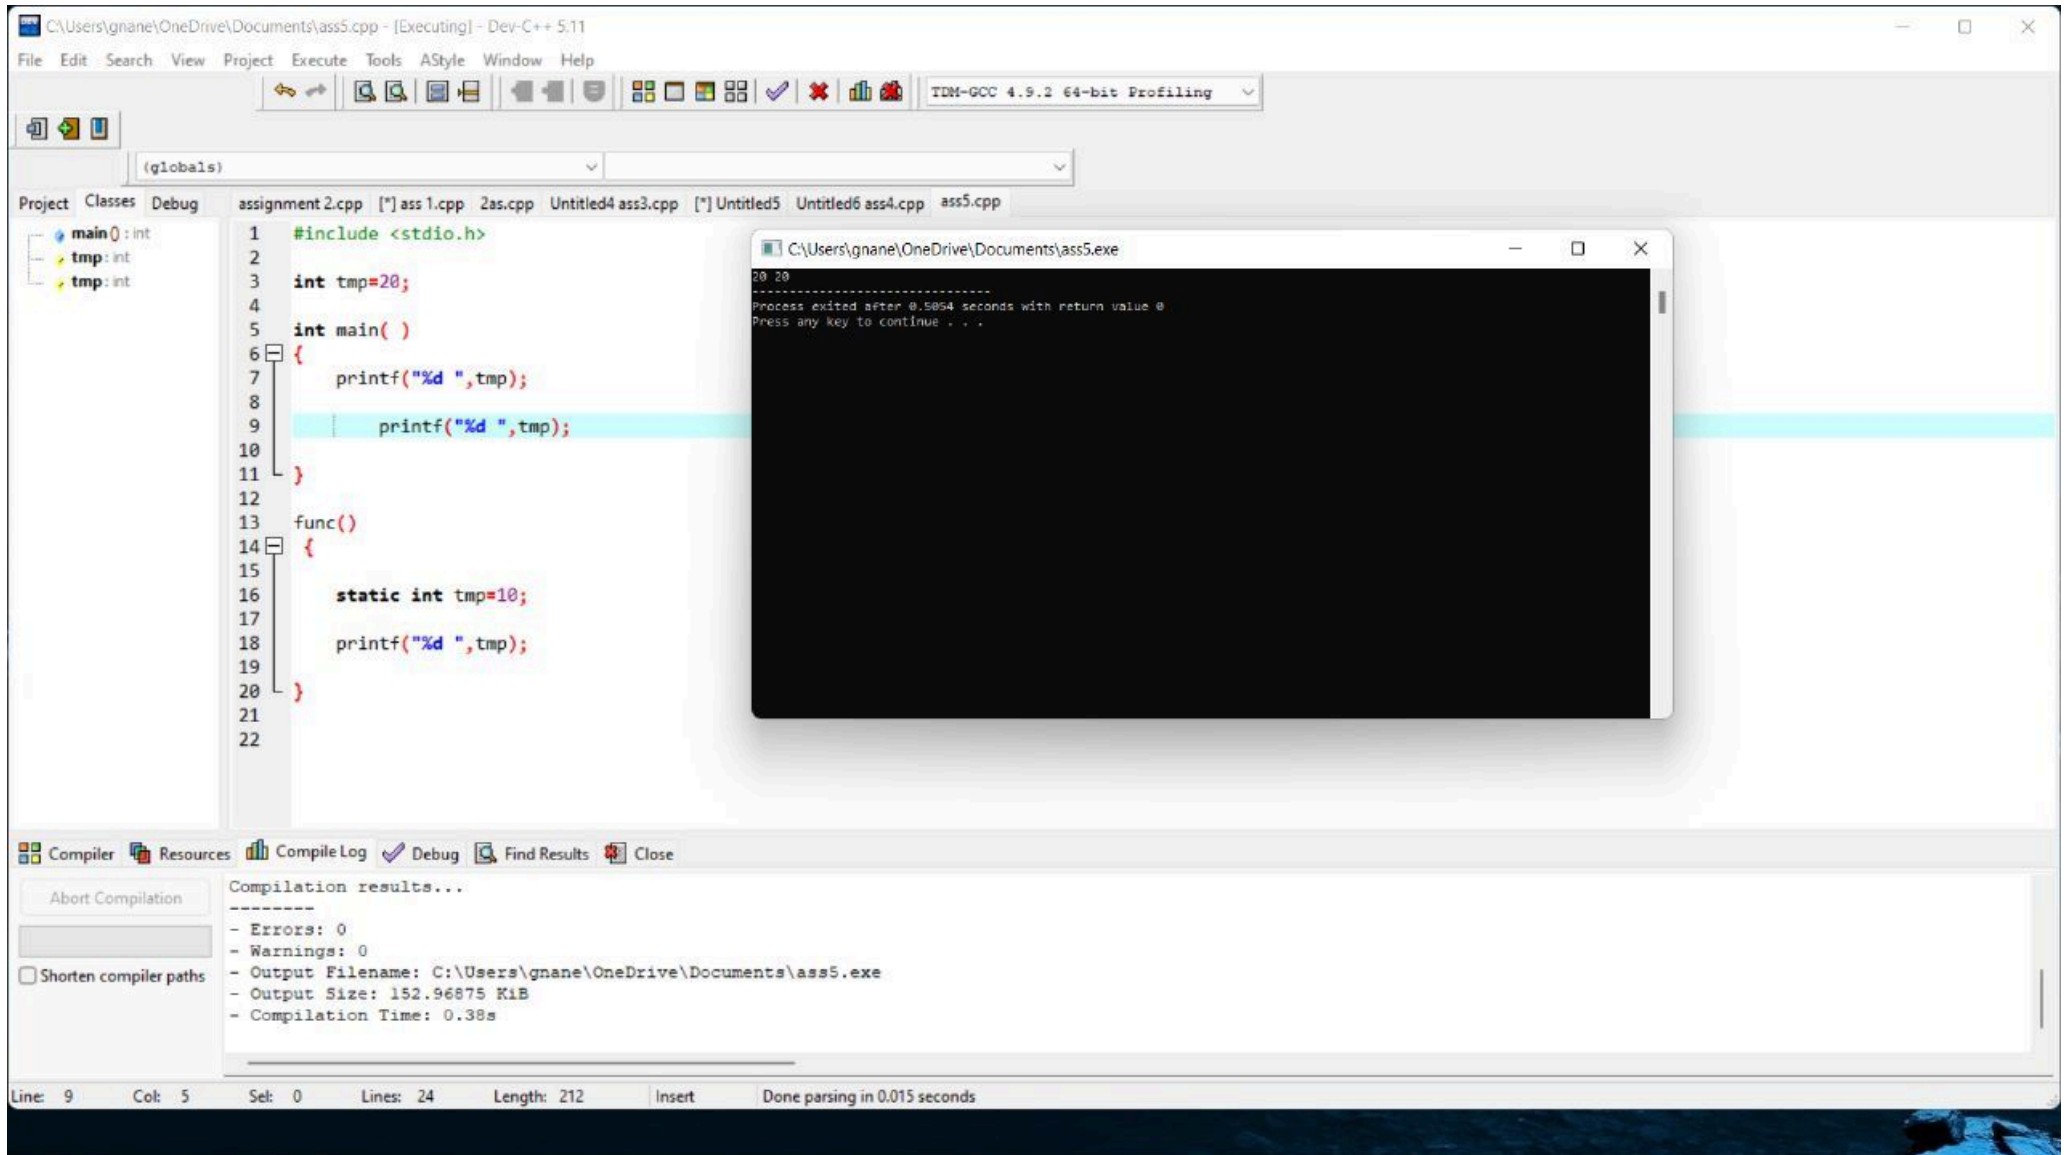 C:\Users\gnane\OneDrive\Documents\ass5.cpp - [Executing] - Dev-C++ 5.11
File Edit Search View Project Execute Tools AStyle Window Help
TDM-GCC 4.9.2 64-bit Profiling
(globals)
Project Classes Debug
assignment 2.cpp [*] ass 1.cpp 2as.cpp Untitled4 ass3.cpp [*] Untitled5 Untitled6 ass4.cpp ass5.cpp
main () : int
tmp : int
tmp : int
1 #include <stdio.h>
2
3 int tmp=20;
4
5 int main( )
6 {
7 printf("%d ",tmp);
8
9 printf("%d ",tmp);
10
11 }
12
13 func()
14 {
15
16 static int tmp=10;
17
18 printf("%d ",tmp);
19
20 }
21
22
C:\Users\gnane\OneDrive\Documents\ass5.exe
20 20
--------------------------------
Process exited after 0.5054 seconds with return value 0
Press any key to continue . . .
Compiler Resources Compile Log Debug Find Results Close
Abort Compilation
Shorten compiler paths
Compilation results...
--------
- Errors: 0
- Warnings: 0
- Output Filename: C:\Users\gnane\OneDrive\Documents\ass5.exe
- Output Size: 152.96875 KiB
- Compilation Time: 0.38s
Line: 9 Col: 5 Sel: 0 Lines: 24 Length: 212 Insert Done parsing in 0.015 seconds